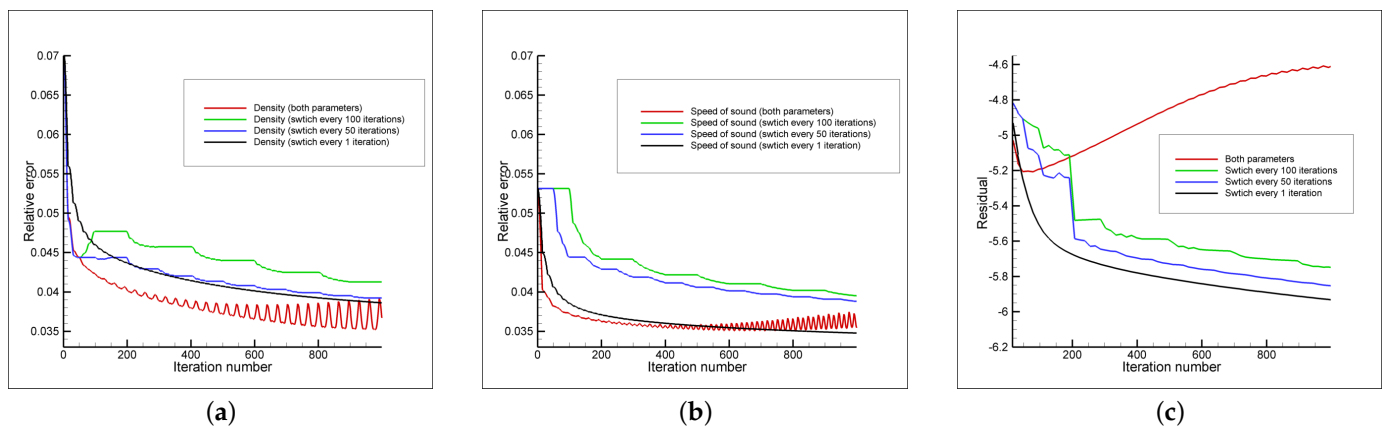 0.07
0.065
0.06
0.055
0.05
0.045
0.04
0.035
Relative error
0
200
400
600
800
Iteration number
Density (both parameters)
Density (swtich every 100 iterations)
Density (swtich every 50 iterations)
Density (swtich every 1 iteration)
(a)
0.07
0.065
0.06
0.055
0.05
0.045
0.04
0.035
Relative error
0
200
400
600
800
Iteration number
Speed of sound (both parameters)
Speed of sound (swtich every 100 iterations)
Speed of sound (swtich every 50 iterations)
Speed of sound (swtich every 1 iteration)
(b)
-4.6
-4.8
-5
-5.2
-5.4
-5.6
-5.8
-6
-6.2
Residual
200
400
600
800
Iteration number
Both parameters
Swtich every 100 iterations
Swtich every 50 iterations
Swtich every 1 iteration
(c)